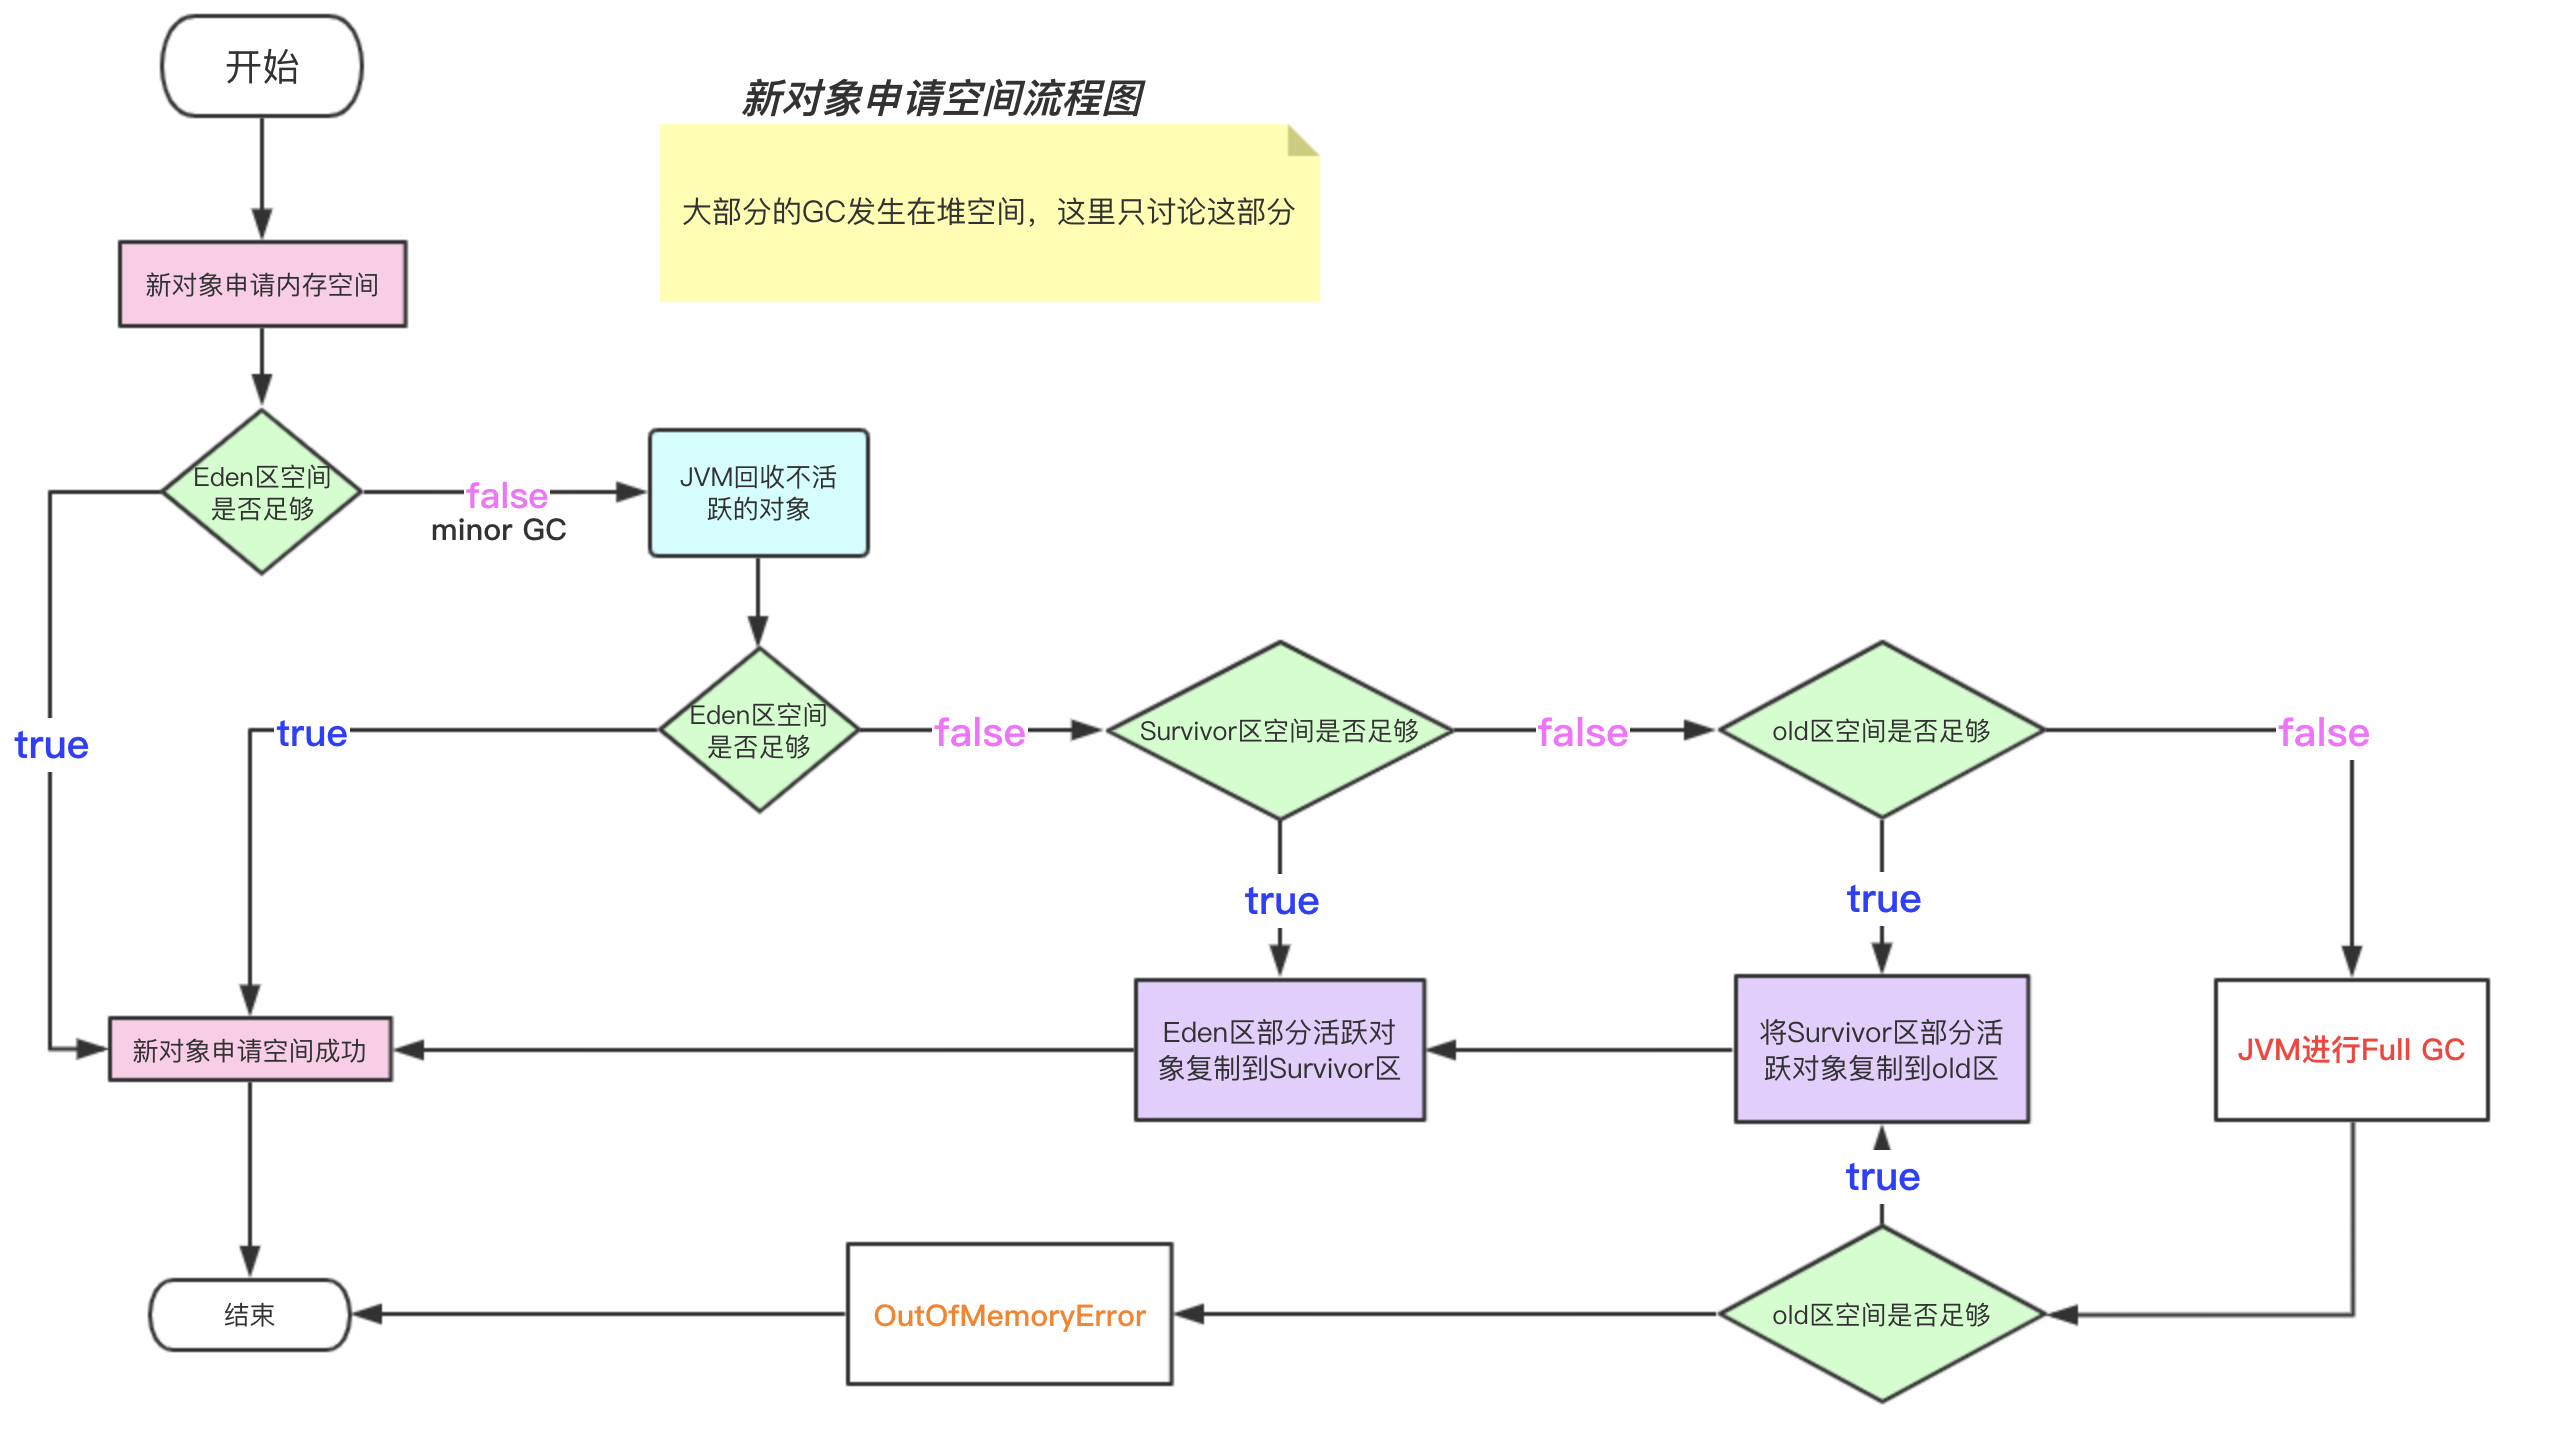 开始
新对象申请空间流程图
大部分的GC发生在堆空间，这里只讨论这部分
新对象申请内存空间
Eden区空间
是否足够
false
minor GC
JVM回收不活
跃的对象
true
true
Eden区空间
是否足够
false
Survivor区空间是否足够
false
old区空间是否足够
false
true
true
新对象申请空间成功
Eden区部分活跃对
象复制到Survivor区
将Survivor区部分活
跃对象复制到old区
JVM进行Full GC
true
结束
OutOfMemoryError
old区空间是否足够